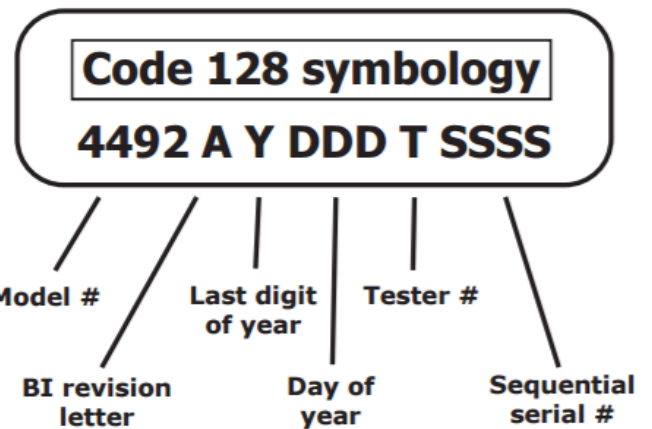 Code 128 symbology
4492 A Y DDD T SSSS
Model #
Last digit
of year
Tester #
BI revision
letter
Day of
year
Sequential
serial #